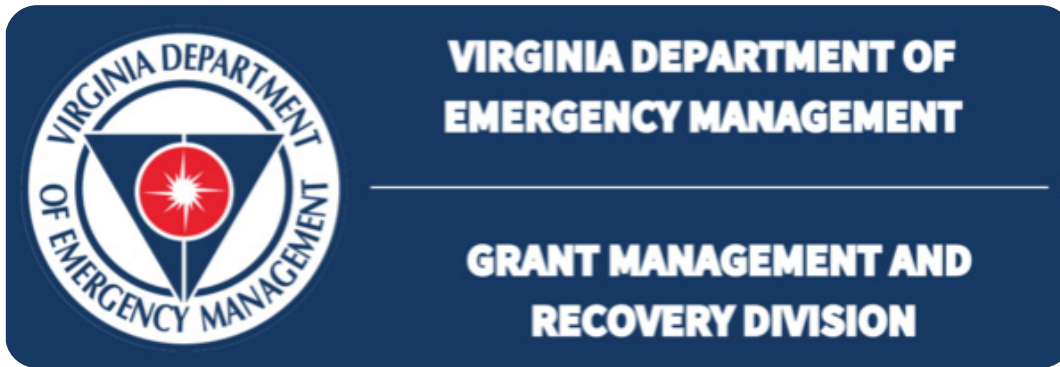 VIRGINIA DEPARTMENT
OF EMERGENCY MANAGEMENT
VIRGINIA DEPARTMENT OF
EMERGENCY MANAGEMENT
GRANT MANAGEMENT AND
RECOVERY DIVISION